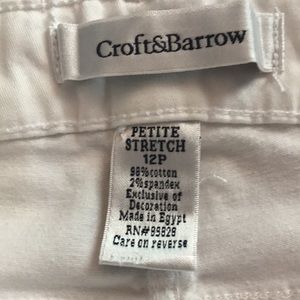 Croft&Barrow
PETITE
STRETCH
12P
98%cotton
2%spandex
Exclusive of
Decoration
Made in Egypt
RN#89828
Care on reverse